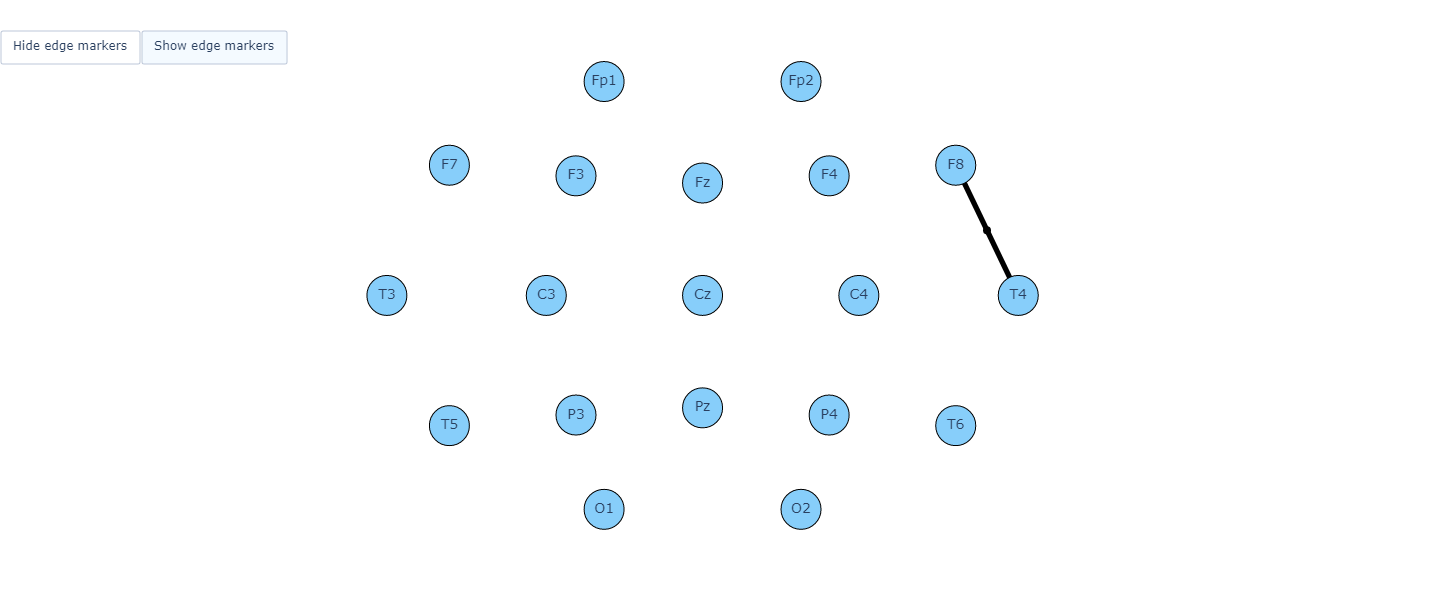 Hide edge markers
Show edge markers
Fp1
Fp2
F7
F3
Fz
F4
F8
T3
C3
Cz
C4
T4
T5
P3
Pz
P4
T6
O1
O2